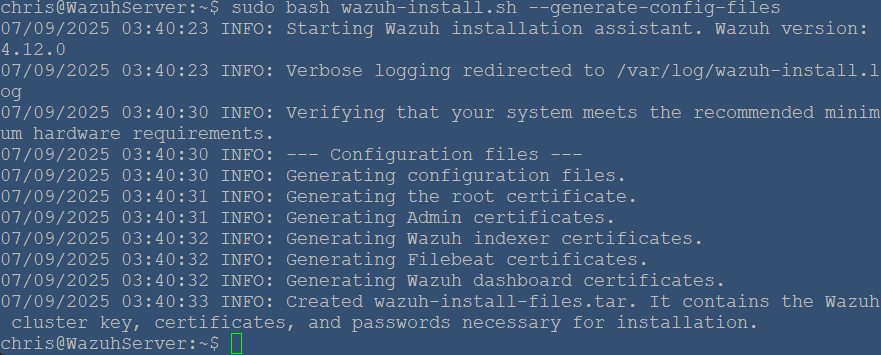 chris@WazuhServer:~$ sudo bash wazuh-install.sh --generate-config-files
07/09/2025 03:40:23 INFO: Starting Wazuh installation assistant. Wazuh version:
4.12.0
07/09/2025 03:40:23 INFO: Verbose logging redirected to /var/log/wazuh-install.l
og
07/09/2025 03:40:30 INFO: Verifying that your system meets the recommended minim
um hardware requirements.
07/09/2025 03:40:30 INFO: --- Configuration files ---
07/09/2025 03:40:30 INFO: Generating configuration files.
07/09/2025 03:40:31 INFO: Generating the root certificate.
07/09/2025 03:40:31 INFO: Generating Admin certificates.
07/09/2025 03:40:32 INFO: Generating Wazuh indexer certificates.
07/09/2025 03:40:32 INFO: Generating Filebeat certificates.
07/09/2025 03:40:32 INFO: Generating Wazuh dashboard certificates.
07/09/2025 03:40:33 INFO: Created wazuh-install-files.tar. It contains the Wazuh
 cluster key, certificates, and passwords necessary for installation.
chris@WazuhServer:~$